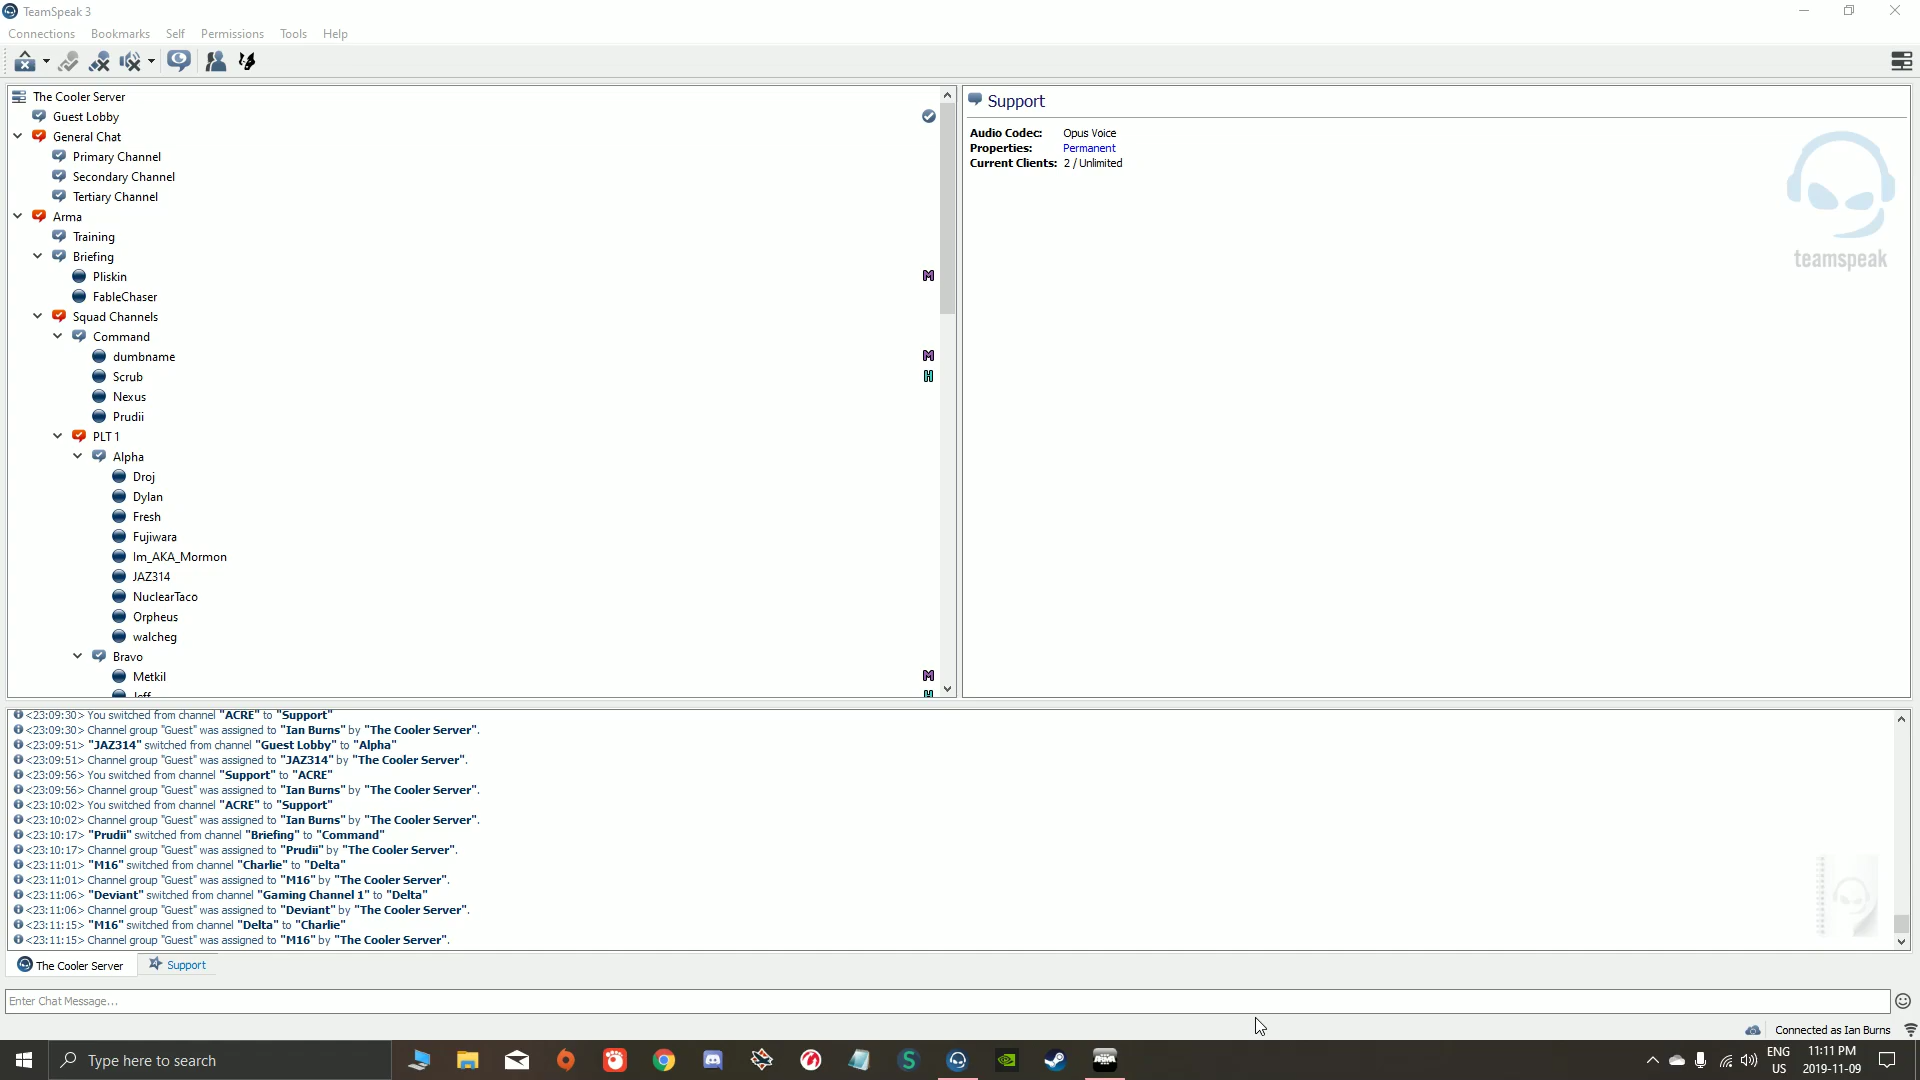 TeamSpeak 3
Connections Bookmarks Self Permissions Tools Help
The Cooler Server
Guest Lobby
General Chat
Primary Channel
Secondary Channel
Tertiary Channel
Arma
Training
Briefing
Pliskin M
FableChaser
Squad Channels
Command
dumbname M
Scrub H
Nexus
Prudii
PLT 1
Alpha
Droj
Dylan
Fresh
Fujiwara
Im_AKA_Mormon
JAZ314
NuclearTaco
Orpheus
walcheg
Bravo
Metkil M
Jeff H
Support
Audio Codec: Opus Voice
Properties: Permanent
Current Clients: 2 / Unlimited
teamspeak
<23:09:30> You switched from channel "ACRE" to "Support"
<23:09:30> Channel group "Guest" was assigned to "Ian Burns" by "The Cooler Server".
<23:09:51> "JAZ314" switched from channel "Guest Lobby" to "Alpha"
<23:09:51> Channel group "Guest" was assigned to "JAZ314" by "The Cooler Server".
<23:09:56> You switched from channel "Support" to "ACRE"
<23:09:56> Channel group "Guest" was assigned to "Ian Burns" by "The Cooler Server".
<23:10:02> You switched from channel "ACRE" to "Support"
<23:10:02> Channel group "Guest" was assigned to "Ian Burns" by "The Cooler Server".
<23:10:17> "Prudii" switched from channel "Briefing" to "Command"
<23:10:17> Channel group "Guest" was assigned to "Prudii" by "The Cooler Server".
<23:11:01> "M16" switched from channel "Charlie" to "Delta"
<23:11:01> Channel group "Guest" was assigned to "M16" by "The Cooler Server".
<23:11:06> "Deviant" switched from channel "Gaming Channel 1" to "Delta"
<23:11:06> Channel group "Guest" was assigned to "Deviant" by "The Cooler Server".
<23:11:15> "M16" switched from channel "Delta" to "Charlie"
<23:11:15> Channel group "Guest" was assigned to "M16" by "The Cooler Server".
The Cooler Server Support
Enter Chat Message...
Connected as Ian Burns
Type here to search
ENG
US
11:11 PM
2019-11-09